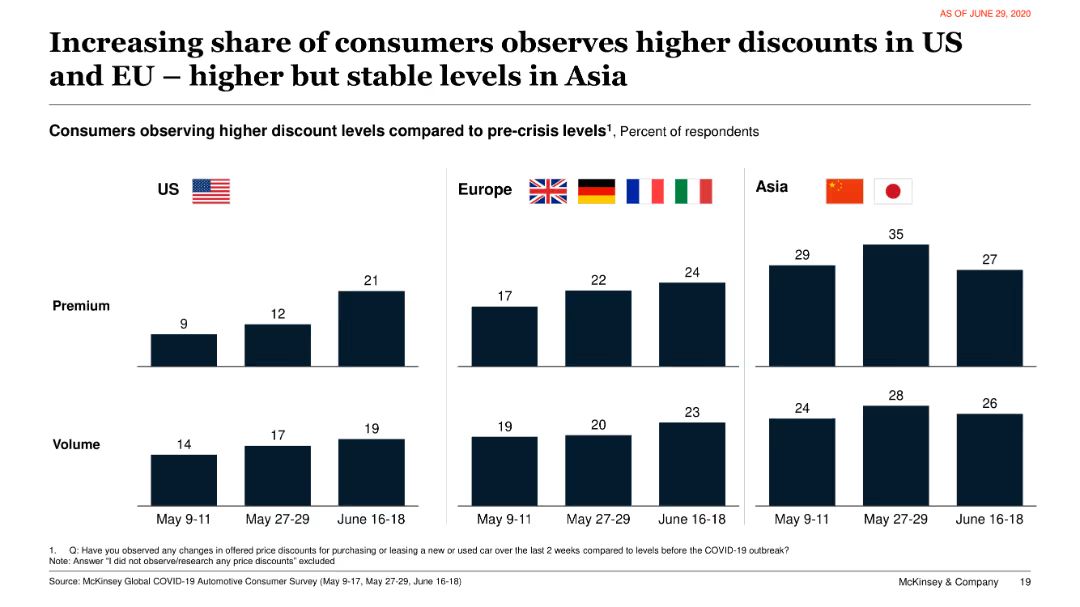 AS OF JUNE 29, 2020
Increasing share of consumers observes higher discounts in US
and EU – higher but stable levels in Asia
Consumers observing higher discount levels compared to pre-crisis levels¹, Percent of respondents
US
Europe
Asia
Premium
9
12
21
17
22
24
29
35
27
Volume
14
17
19
19
20
23
24
28
26
May 9-11
May 27-29
June 16-18
May 9-11
May 27-29
June 16-18
May 9-11
May 27-29
June 16-18
1. Q: Have you observed any changes in offered price discounts for purchasing or leasing a new or used car over the last 2 weeks compared to levels before the COVID-19 outbreak?
Note: Answer “I did not observe/research any price discounts” excluded
Source: McKinsey Global COVID-19 Automotive Consumer Survey (May 9-17, May 27-29, June 16-18)
McKinsey & Company 19